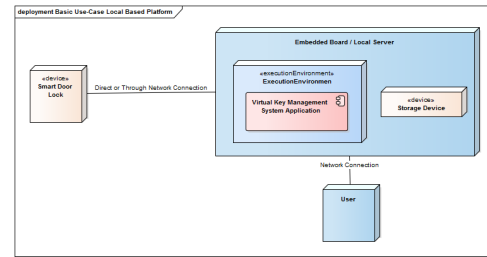 deployment Basic Use-Case Local Based Platform
Embedded Board / Local Server
«device»
Smart Door
Lock
Direct or Through Network Connection
«executionEnvironment»
ExecutionEnvironmen
Virtual Key Management
System Application
«device»
Storage Device
Network Connection
User